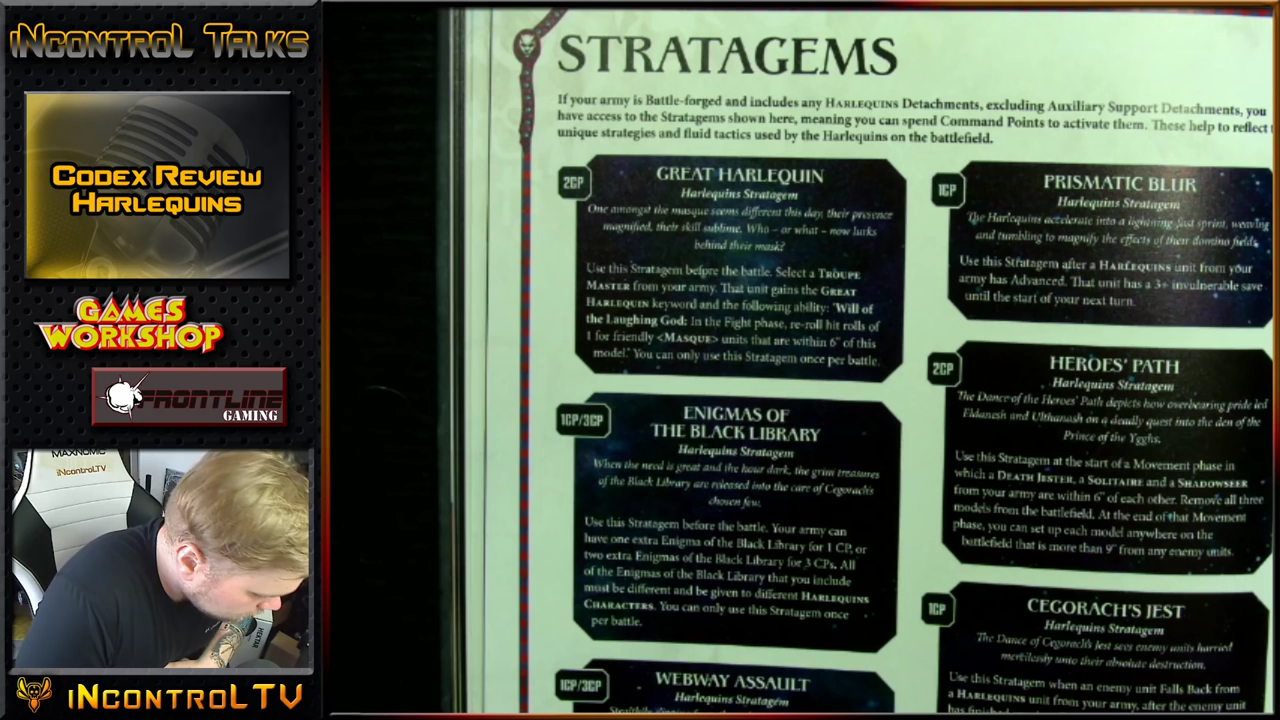 iNcontroL Talks
Codex Review
Harlequins
GAMES
WORKSHOP
FRONTLINE
GAMING
MAXNOMIC
iNcontroLTV
iNcontroLTV
STRATAGEMS
If your army is Battle-forged and includes any HARLEQUINS Detachments, excluding Auxiliary Support Detachments, you
have access to the Stratagems shown here, meaning you can spend Command Points to activate them. These help to reflect
unique strategies and fluid tactics used by the Harlequins on the battlefield.
2CP
GREAT HARLEQUIN
Harlequins Stratagem
One amongst the masque seems different this day, their presence
magnified, their skill sublime. Who – or what – now lurks
behind their mask?
Use this Stratagem before the battle. Select a TROUPE
MASTER from your army. That unit gains the GREAT
HARLEQUIN keyword and the following ability: 'Will of
the Laughing God: In the Fight phase, re-roll hit rolls of
1 for friendly <MASQUE> units that are within 6" of this
model.' You can only use this Stratagem once per battle.
1CP/3CP
ENIGMAS OF
THE BLACK LIBRARY
Harlequins Stratagem
When the need is great and the hour dark, the grim treasures
of the Black Library are released into the care of Cegorach's
chosen few.
Use this Stratagem before the battle. Your army can
have one extra Enigma of the Black Library for 1 CP, or
two extra Enigmas of the Black Library for 3 CPs. All
of the Enigmas of the Black Library that you include
must be different and be given to different HARLEQUINS
CHARACTERS. You can only use this Stratagem once
per battle.
1CP/3CP
WEBWAY ASSAULT
Harlequins Stratagem
1CP
PRISMATIC BLUR
Harlequins Stratagem
The Harlequins accelerate into a lightning-fast sprint, weaving
and tumbling to magnify the effects of their domino fields.
Use this Stratagem after a HARLEQUINS unit from your
army has Advanced. That unit has a 3+ invulnerable save
until the start of your next turn.
2CP
HEROES' PATH
Harlequins Stratagem
The Dance of the Heroes' Path depicts how overbearing pride led
Eldanesh and Ulthanash on a deadly quest into the den of the
Prince of the Ygghs.
Use this Stratagem at the start of a Movement phase in
which a DEATH JESTER, a SOLITAIRE and a SHADOWSEER
from your army are within 6" of each other. Remove all three
models from the battlefield. At the end of that Movement
phase, you can set up each model anywhere on the
battlefield that is more than 9" from any enemy units.
1CP
CEGORACH'S JEST
Harlequins Stratagem
The Dance of Cegorach's Jest sees enemy units harried
mercilessly unto their absolute destruction.
Use this Stratagem when an enemy unit Falls Back from
a HARLEQUINS unit from your army, after the enemy unit
has finished